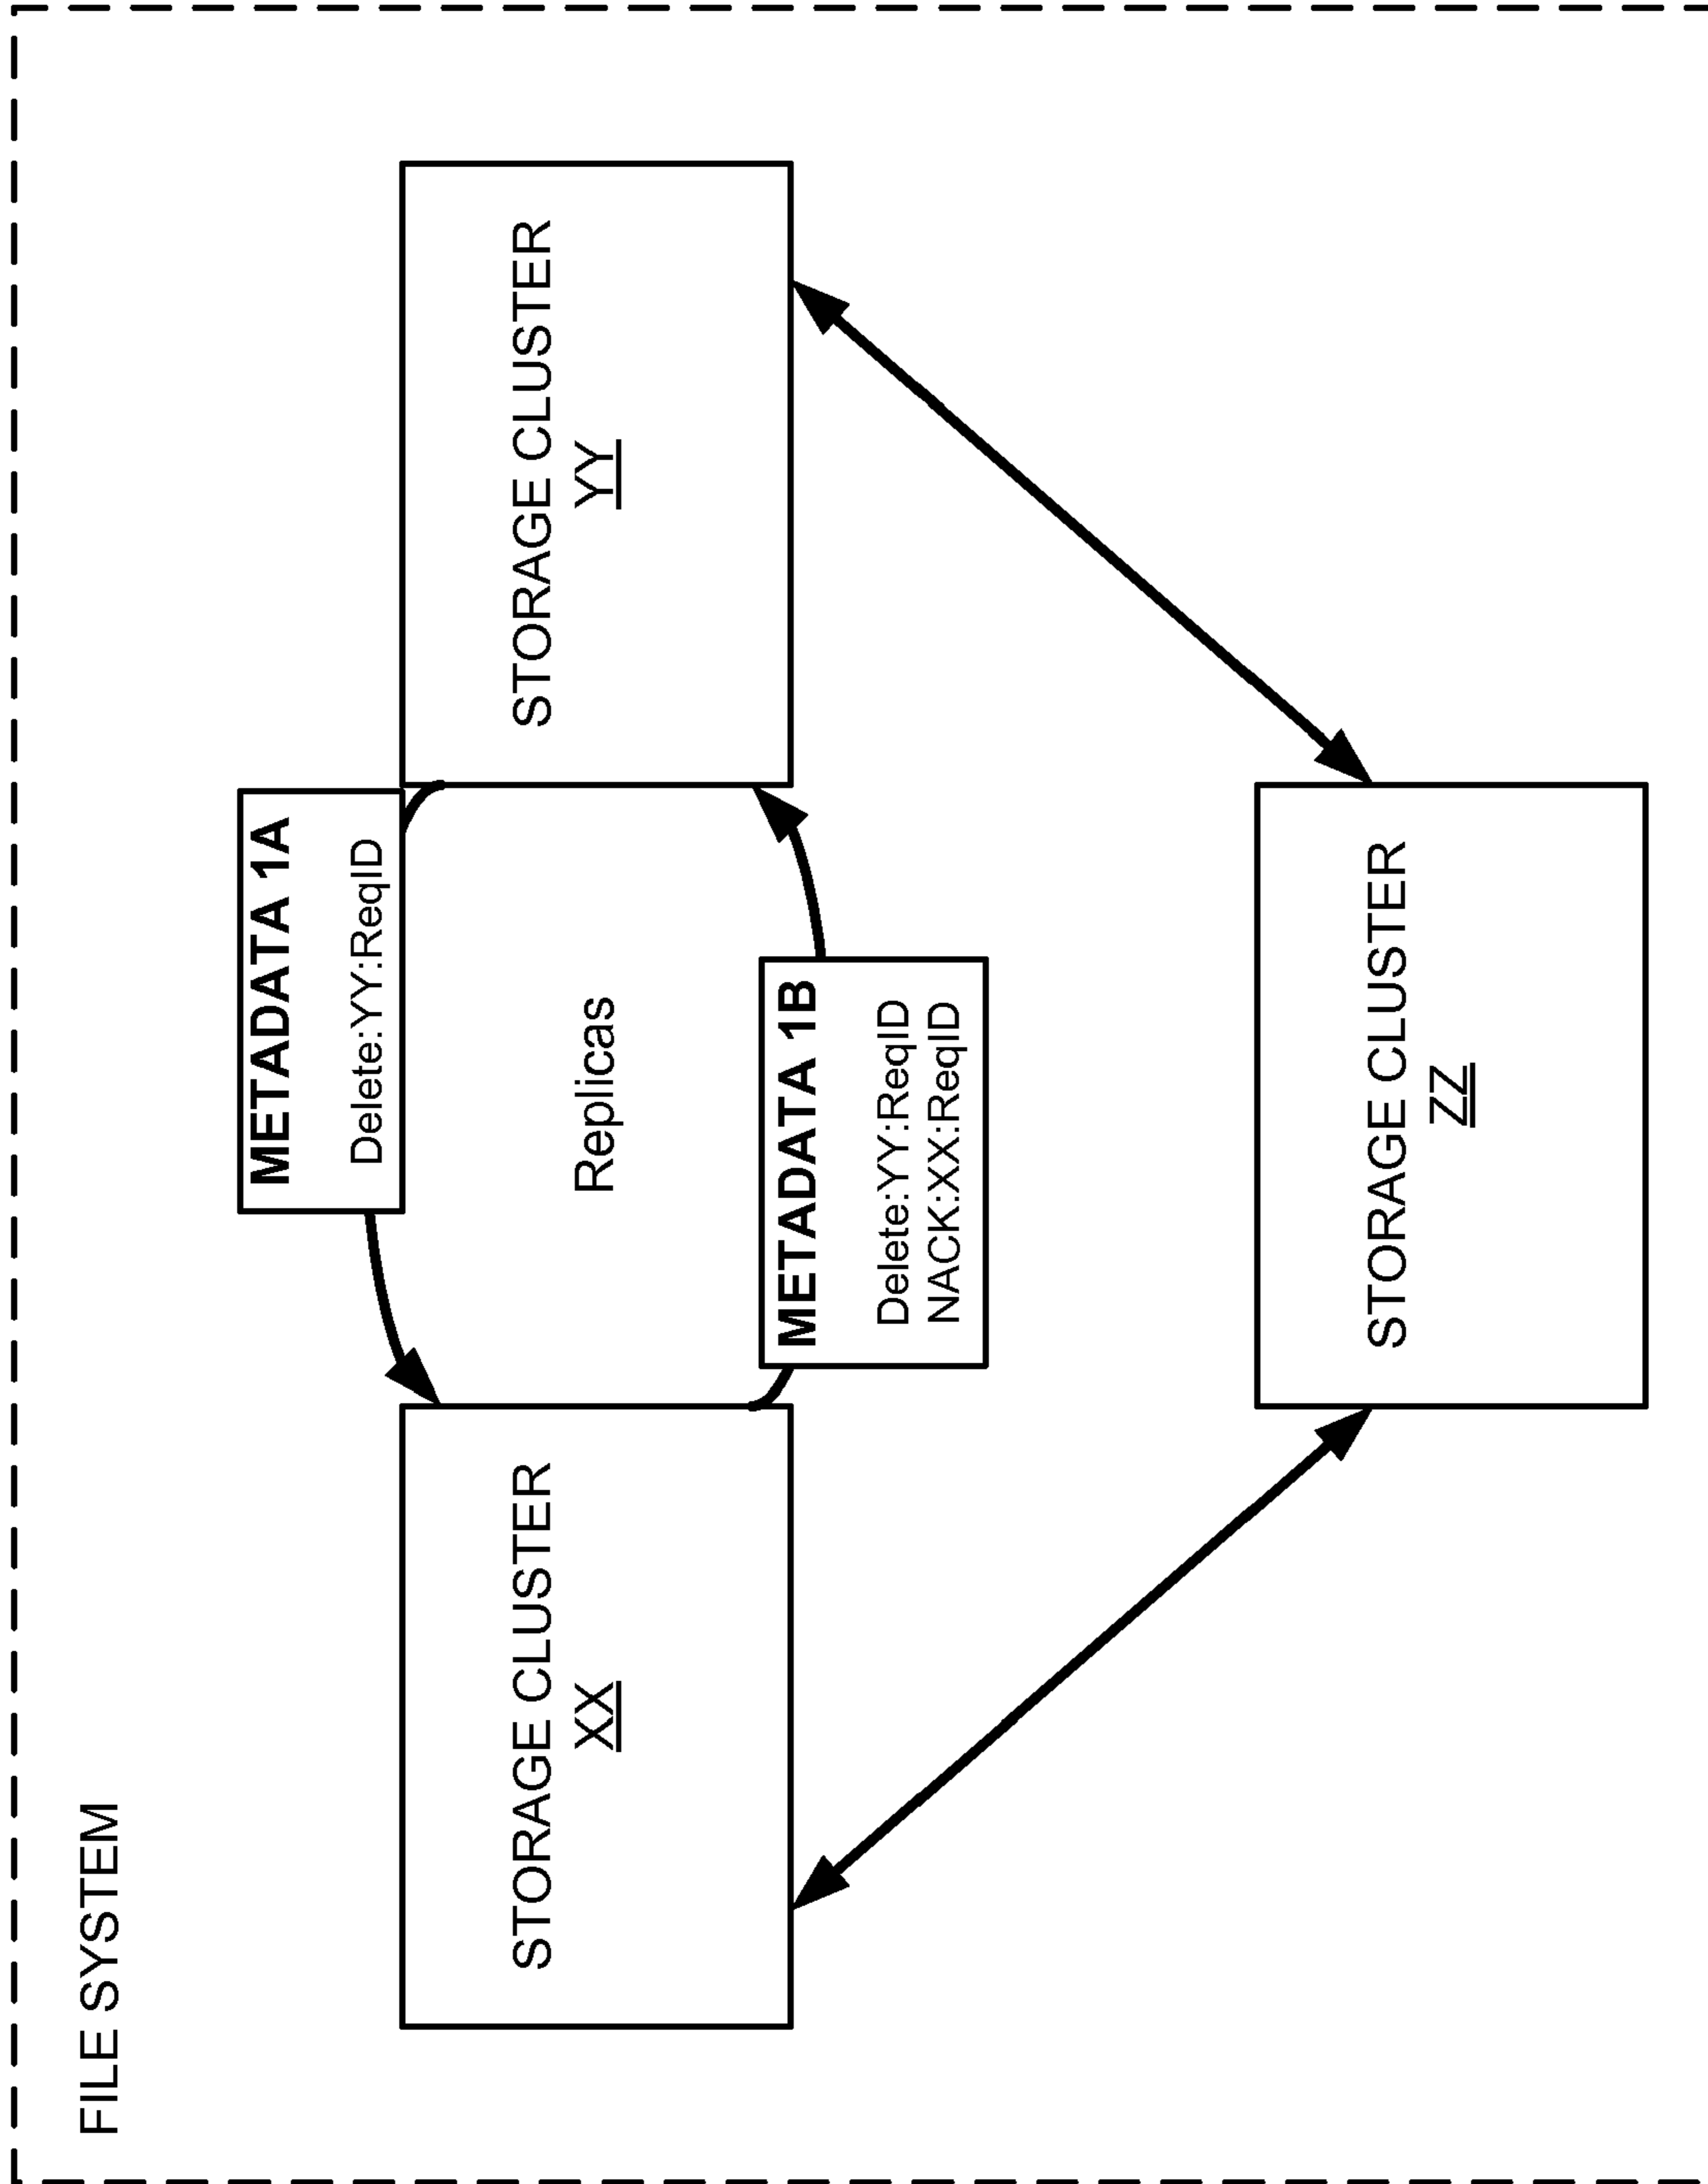 FILE SYSTEM
METADATA 1A
Delete:YY:ReqID
STORAGE CLUSTER
XX
Replicas
STORAGE CLUSTER
YY
METADATA 1B
Delete:YY:ReqID
NACK:XX:ReqID
STORAGE CLUSTER
ZZ